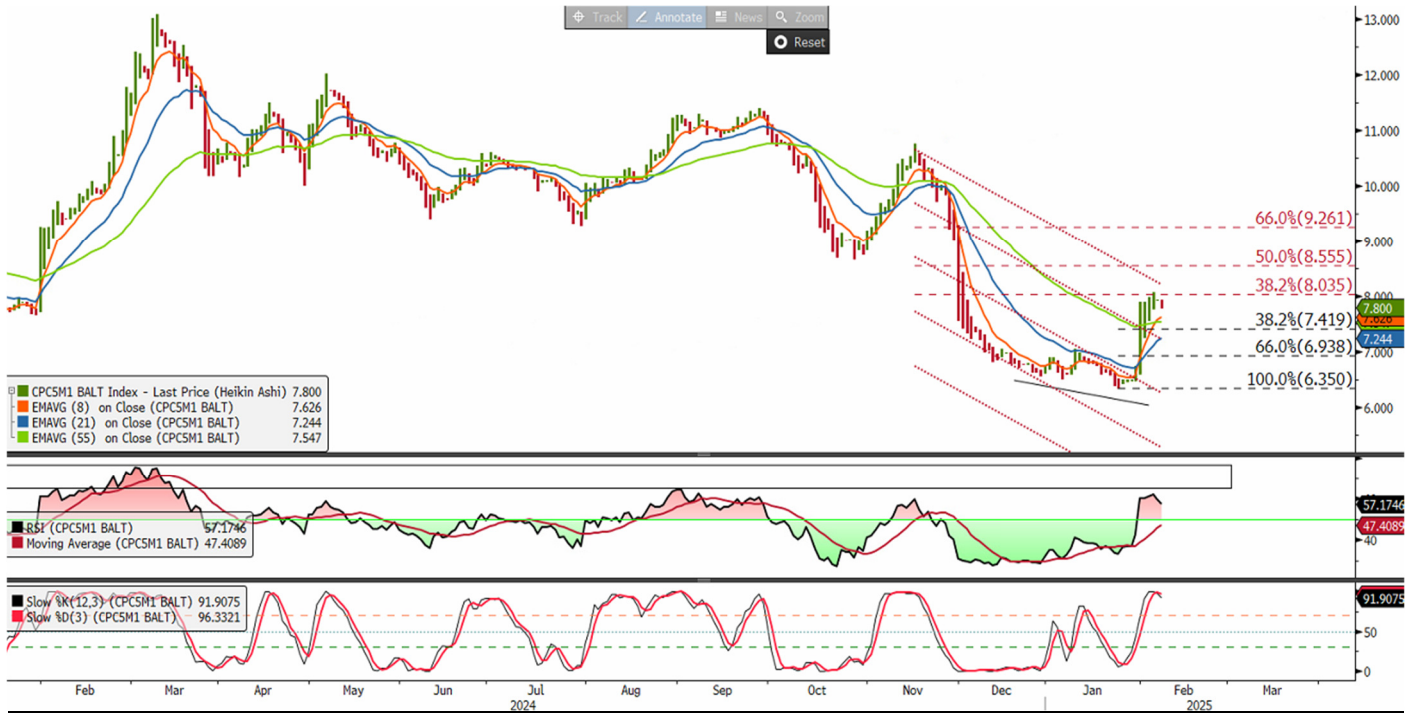 Track Annotate News Zoom
Reset
13.000
12.000
11.000
10.000
9.000
8.000
7.000
6.000
66.0%(9.261)
50.0%(8.555)
38.2%(8.035)
38.2%(7.419)
66.0%(6.938)
100.0%(6.350)
7.800
7.626
7.244
CPC5M1 BALT Index - Last Price (Heikin Ashi) 7.800
EMAVG (8) on Close (CPC5M1 BALT) 7.626
EMAVG (21) on Close (CPC5M1 BALT) 7.244
EMAVG (55) on Close (CPC5M1 BALT) 7.547
RSI (CPC5M1 BALT) 57.1746
Moving Average (CPC5M1 BALT) 47.4089
57.1746
47.4089
40
Slow %K(12,3) (CPC5M1 BALT) 91.9075
Slow %D(3) (CPC5M1 BALT) 96.3321
91.9075
50
0
Feb Mar Apr May Jun Jul Aug Sep Oct Nov Dec Jan Feb Mar
2024 2025